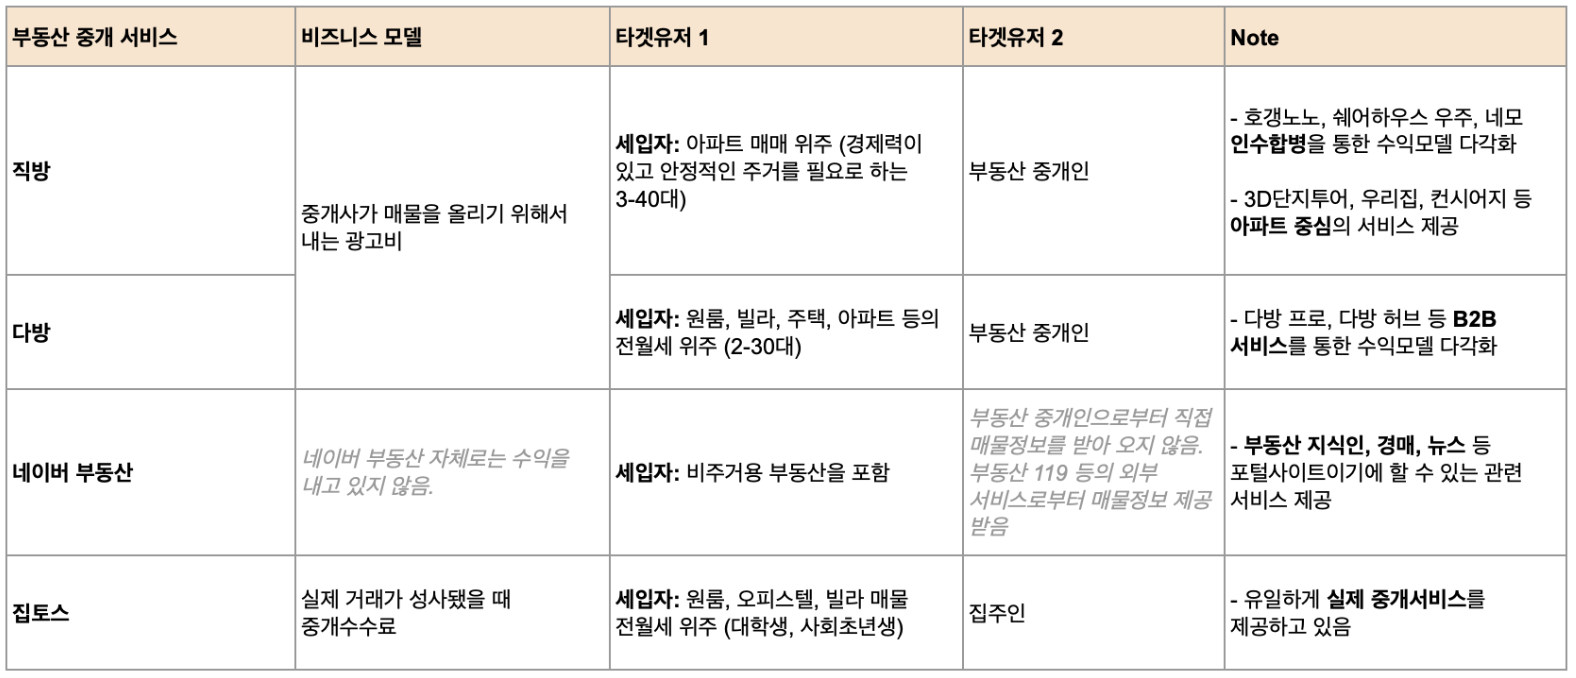 부동산 중개 서비스
비즈니스 모델
타겟유저 1
타겟유저 2
Note
직방
중개사가 매물을 올리기 위해서
내는 광고비
세입자: 아파트 매매 위주 (경제력이
있고 안정적인 주거를 필요로 하는
3-40대)
부동산 중개인
- 호갱노노, 쉐어하우스 우주, 네모
인수합병을 통한 수익모델 다각화
- 3D단지투어, 우리집, 컨시어지 등
아파트 중심의 서비스 제공
다방
세입자: 원룸, 빌라, 주택, 아파트 등의
전월세 위주 (2-30대)
부동산 중개인
- 다방 프로, 다방 허브 등 B2B
서비스를 통한 수익모델 다각화
네이버 부동산
네이버 부동산 자체로는 수익을
내고 있지 않음.
세입자: 비주거용 부동산을 포함
부동산 중개인으로부터 직접
매물정보를 받아 오지 않음.
부동산 119 등의 외부
서비스로부터 매물정보 제공
받음
- 부동산 지식인, 경매, 뉴스 등
포털사이트이기에 할 수 있는 관련
서비스 제공
집토스
실제 거래가 성사됐을 때
중개수수료
세입자: 원룸, 오피스텔, 빌라 매물
전월세 위주 (대학생, 사회초년생)
집주인
- 유일하게 실제 중개서비스를
제공하고 있음